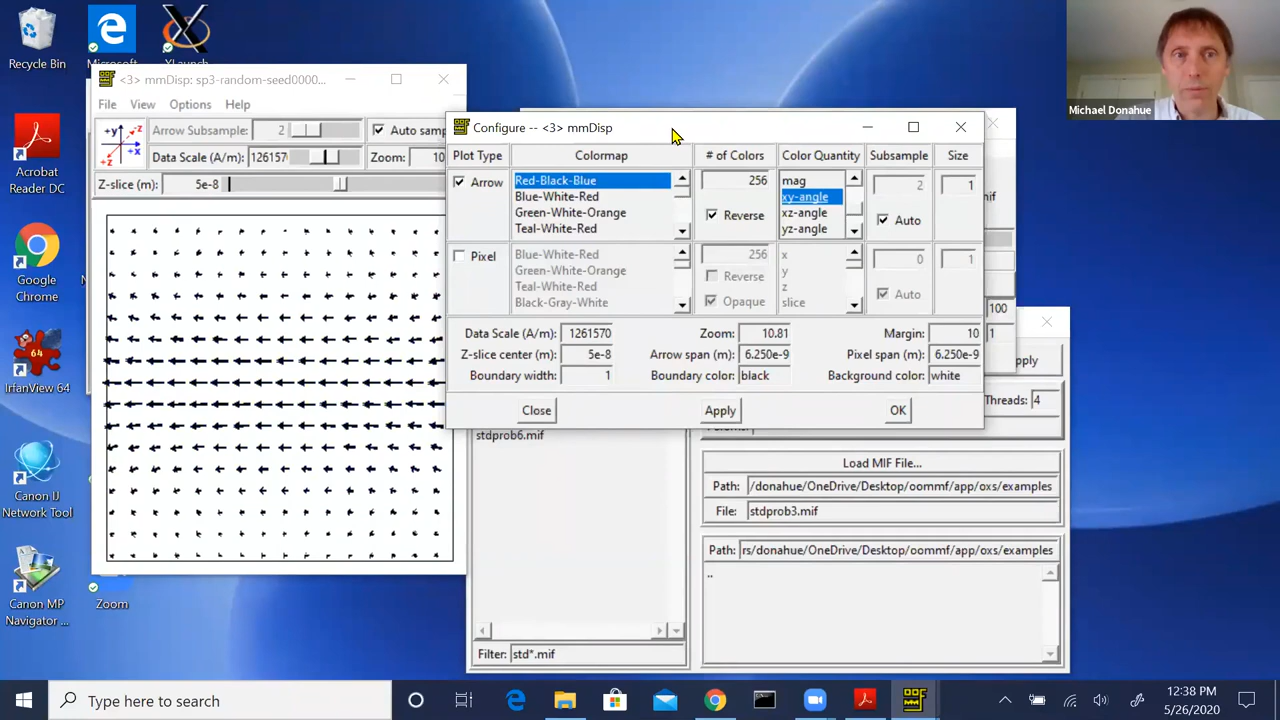 Recycle Bin
Microsoft
XLaunch
Acrobat
Reader DC
Google
Chrome
IrfanView 64
Canon IJ
Network Tool
Canon MP
Navigator ...
Zoom
Michael Donahue
<3> mmDisp: sp3-random-seed0000...
File View Options Help
Arrow Subsample: 2 Auto samp
Data Scale (A/m): 1261570 Zoom: 10
Z-slice (m): 5e-8
+y
-z
+x
+z
Configure -- <3> mmDisp
Plot Type Colormap # of Colors Color Quantity Subsample Size
Arrow
Red-Black-Blue
Blue-White-Red
Green-White-Orange
Teal-White-Red
256
Reverse
mag
xy-angle
xz-angle
yz-angle
2
Auto
1
Pixel
Blue-White-Red
Green-White-Orange
Teal-White-Red
Black-Gray-White
256
Reverse
Opaque
x
y
z
slice
0
Auto
1
Data Scale (A/m): 1261570 Zoom: 10.81 Margin: 10
Z-slice center (m): 5e-8 Arrow span (m): 6.250e-9 Pixel span (m): 6.250e-9
Boundary width: 1 Boundary color: black Background color: white
Close Apply OK
mif
100
1
Threads: 4
stdprob6.mif
Filter: std*.mif
Load MIF File...
Path: /donahue/OneDrive/Desktop/oommf/app/oxs/examples
File: stdprob3.mif
Path: rs/donahue/OneDrive/Desktop/oommf/app/oxs/examples
..
Type here to search
12:38 PM
5/26/2020